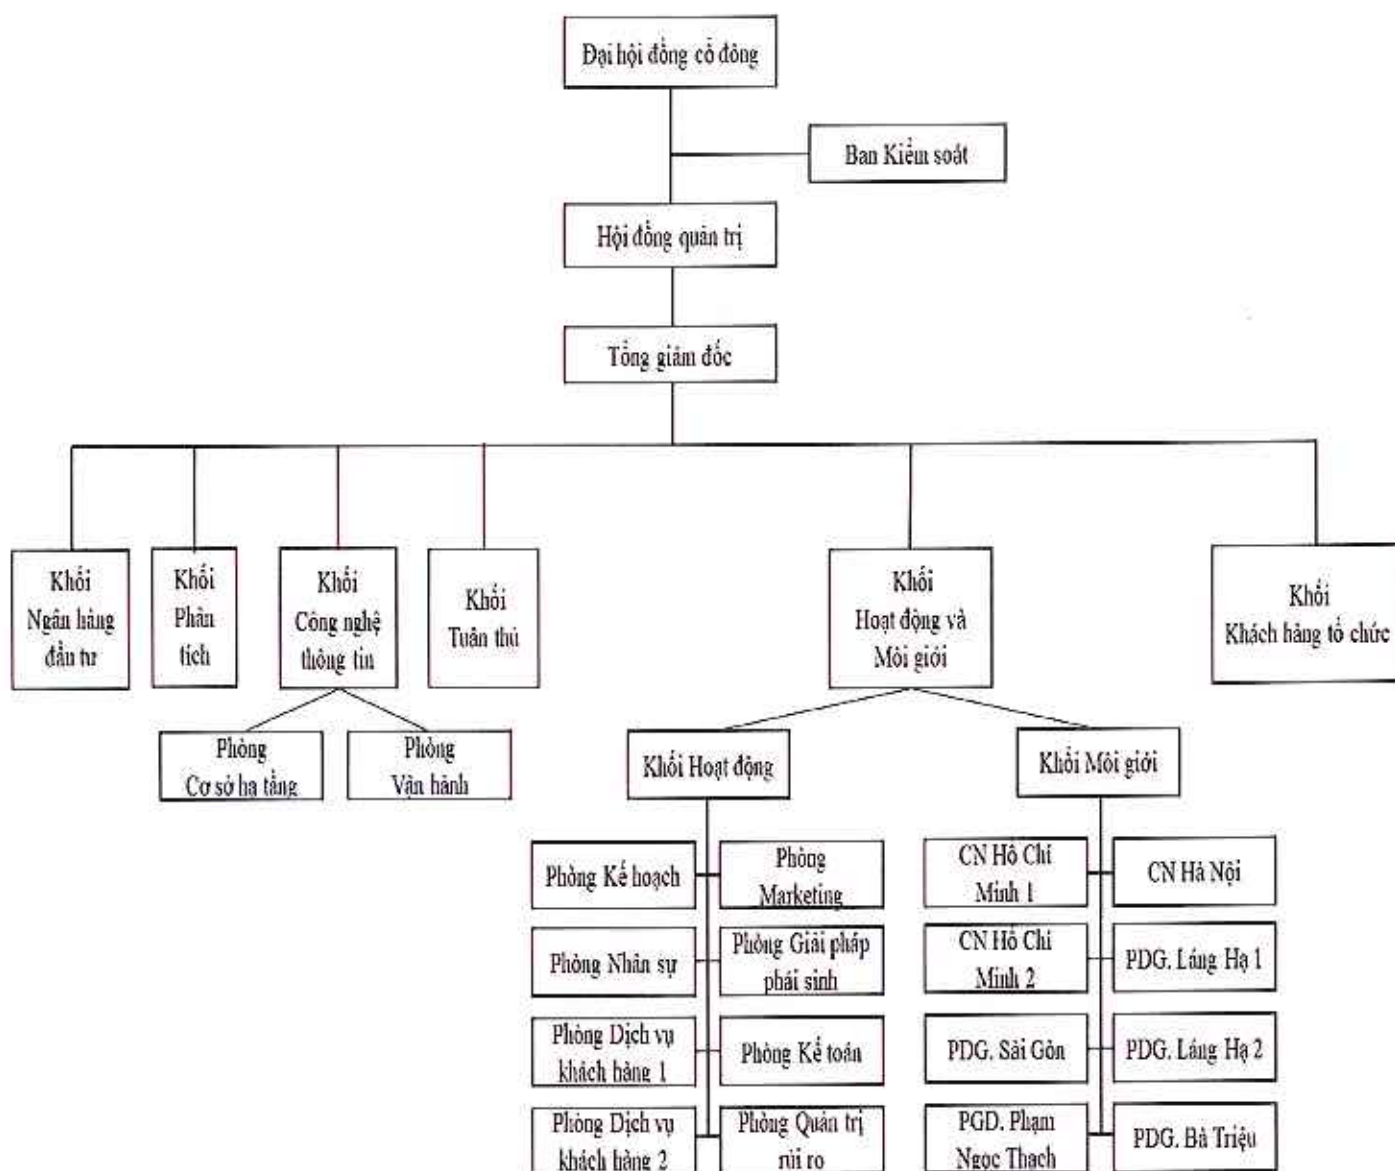 Đại hội đồng cổ đông
Ban Kiểm soát
Hội đồng quản trị
Tổng giám đốc
Khối
Ngân hàng
đầu tư
Khối
Phân
tích
Khối
Công nghệ
thông tin
Khối
Tuân thủ
Khối
Hoạt động và
Môi giới
Khối
Khách hàng tổ chức
Phòng
Cơ sở hạ tầng
Phòng
Vận hành
Khối Hoạt động
Khối Môi giới
Phòng Kế hoạch
Phòng
Marketing
Phòng Nhân sự
Phòng Giải pháp
phái sinh
Phòng Dịch vụ
khách hàng 1
Phòng Kế toán
Phòng Dịch vụ
khách hàng 2
Phòng Quản trị
rủi ro
CN Hồ Chí
Minh 1
CN Hà Nội
CN Hồ Chí
Minh 2
PDG. Láng Hạ 1
PDG. Sài Gòn
PDG. Láng Hạ 2
PGD. Phạm
Ngọc Thạch
PDG. Bà Triệu